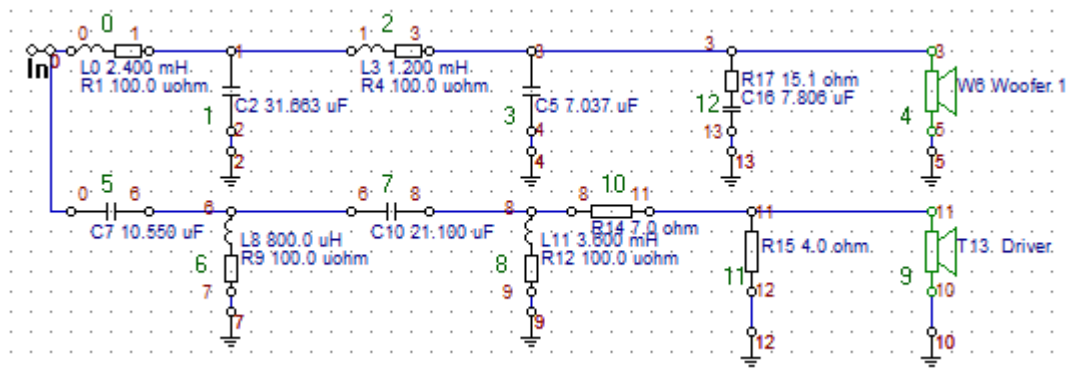 0 2
0 1 1 1 3 3 3 3
In 0
L0 2.400 mH
R1 100.0 uohm.
L3 1.200 mH
R4 100.0 uohm.
R17 15.1 ohm
C16 7.806 uF
W6 Woofer. 1
C2 31.663 uF
C5 7.037 uF
1 3 12 4
2 4 13 5
2 4 13 5
5 7 10
0 6 6 6 8 8 8 11 11 11
C7 10.550 uF
L8 800.0 uH
R9 100.0 uohm
C10 21.100 uF
L11 3.600 mH
R12 100.0 uohm
R14 7.0 ohm
R15 4.0 ohm.
T13. Driver.
6 8 11 9
7 9 12 10
7 9 12 10